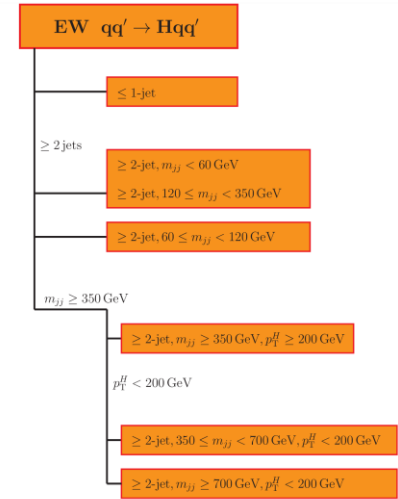 EW qq′ → Hqq′
≤ 1-jet
≥ 2 jets
≥ 2-jet, m_jj < 60 GeV
≥ 2-jet, 120 ≤ m_jj < 350 GeV
≥ 2-jet, 60 ≤ m_jj < 120 GeV
m_jj ≥ 350 GeV
≥ 2-jet, m_jj ≥ 350 GeV, p_T^H ≥ 200 GeV
p_T^H < 200 GeV
≥ 2-jet, 350 ≤ m_jj < 700 GeV, p_T^H < 200 GeV
≥ 2-jet, m_jj ≥ 700 GeV, p_T^H < 200 GeV